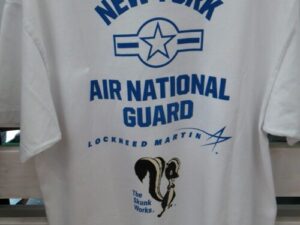 NEW YORK
AIR NATIONAL
GUARD
LOCKHEED MARTIN
The
Skunk
Works.